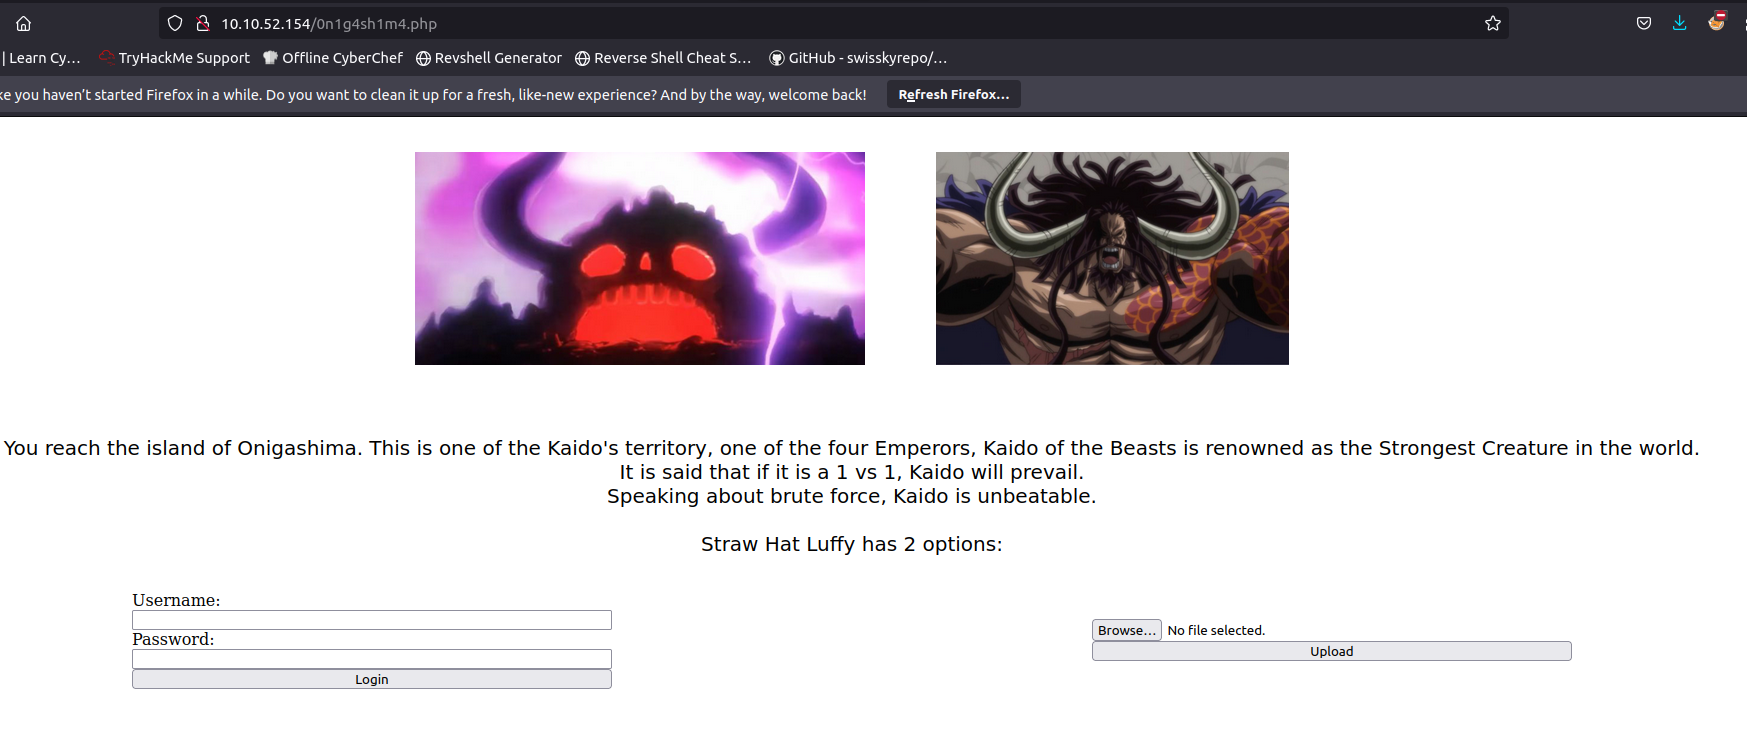 10.10.52.154/0n1g4sh1m4.php
| Learn Cy… TryHackMe Support Offline CyberChef Revshell Generator Reverse Shell Cheat S… GitHub - swisskyrepo/…
you haven't started Firefox in a while. Do you want to clean it up for a fresh, like-new experience? And by the way, welcome back! Refresh Firefox…
You reach the island of Onigashima. This is one of the Kaido's territory, one of the four Emperors, Kaido of the Beasts is renowned as the Strongest Creature in the world.
It is said that if it is a 1 vs 1, Kaido will prevail.
Speaking about brute force, Kaido is unbeatable.
Straw Hat Luffy has 2 options:
Username:
Password:
Login
Browse… No file selected.
Upload